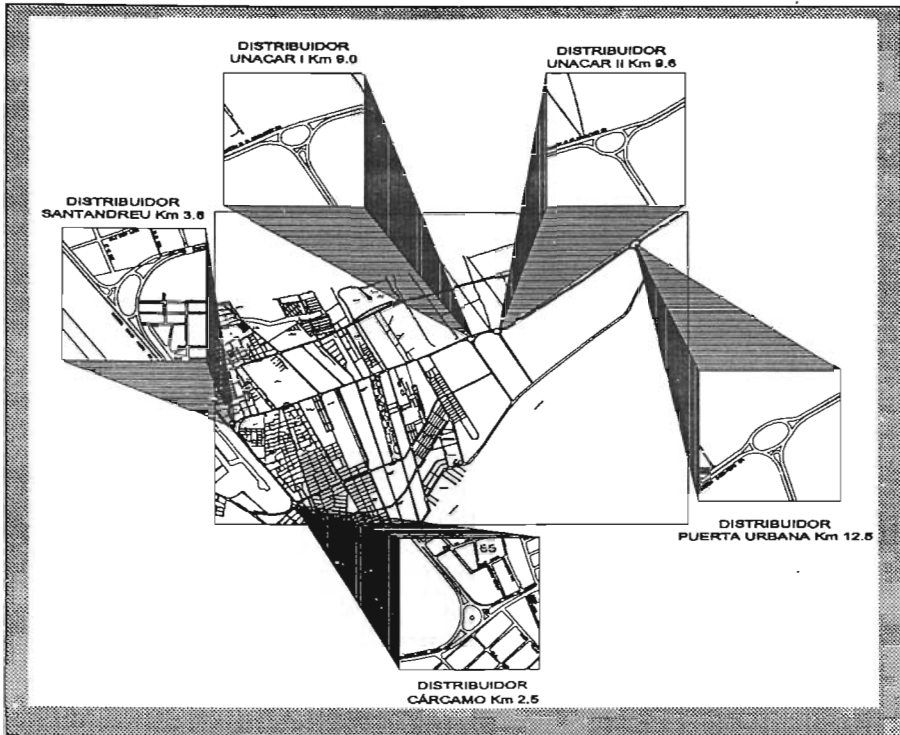 DISTRIBUIDOR
UNACAR I Km 9.0
DISTRIBUIDOR
UNACAR II Km 9.6
DISTRIBUIDOR
SANTANDREU Km 3.6
DISTRIBUIDOR
PUERTA URBANA Km 12.5
65
DISTRIBUIDOR
CÁRCAMO Km 2.5